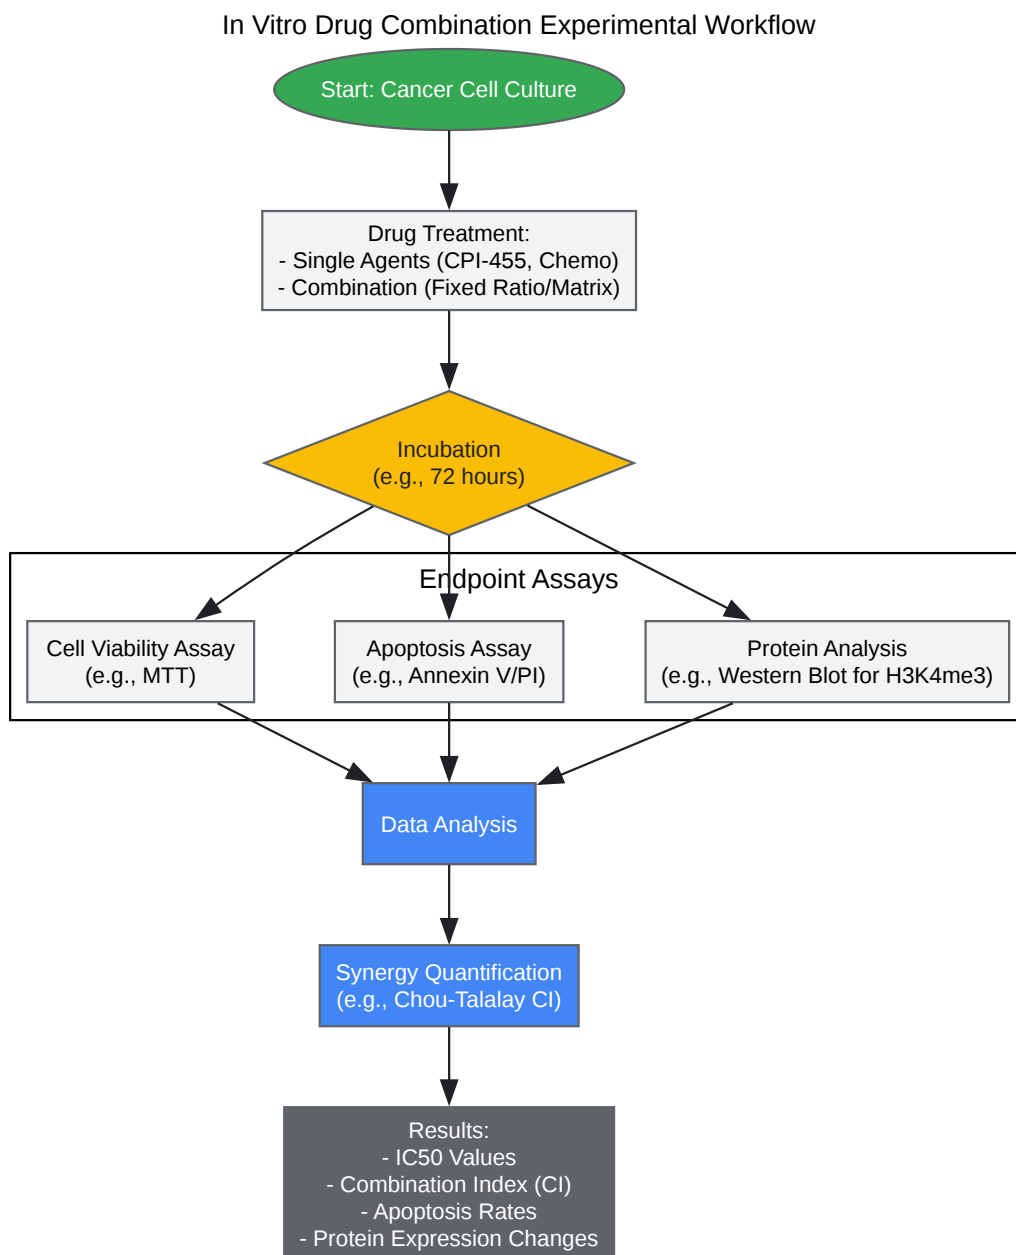 In Vitro Drug Combination Experimental Workflow
Start: Cancer Cell Culture
Drug Treatment:
- Single Agents (CPI-455, Chemo)
- Combination (Fixed Ratio/Matrix)
Incubation
(e.g., 72 hours)
Endpoint Assays
Cell Viability Assay
(e.g., MTT)
Apoptosis Assay
(e.g., Annexin V/PI)
Protein Analysis
(e.g., Western Blot for H3K4me3)
Data Analysis
Synergy Quantification
(e.g., Chou-Talalay CI)
Results:
- IC50 Values
- Combination Index (CI)
- Apoptosis Rates
- Protein Expression Changes